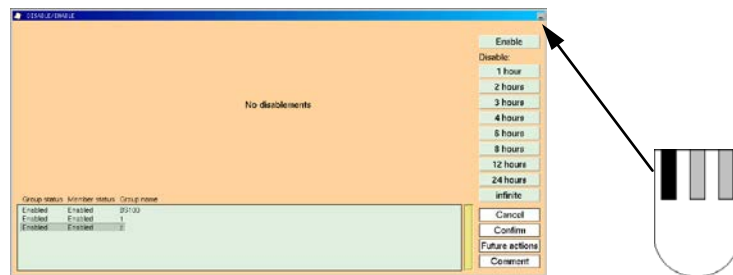 DISABLE/ENABLE
Enable
Disable:
1 hour
2 hours
3 hours
4 hours
6 hours
8 hours
12 hours
24 hours
infinite
No disablements
Group status Member status Group name
Enabled Enabled BS100
Enabled Enabled 1
Enabled Enabled 2
Cancel
Confirm
Future actions
Comment